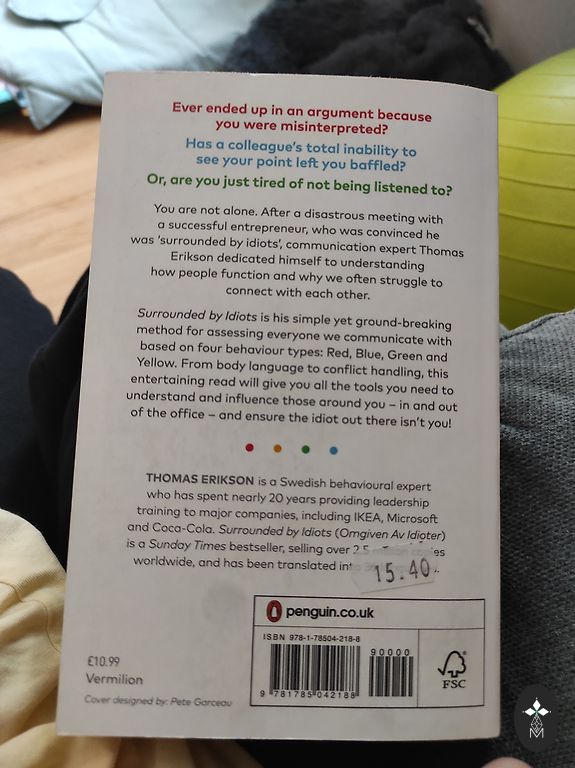 Ever ended up in an argument because
you were misinterpreted?
Has a colleague's total inability to
see your point left you baffled?
Or, are you just tired of not being listened to?
You are not alone. After a disastrous meeting with
a successful entrepreneur, who was convinced he
was 'surrounded by idiots', communication expert Thomas
Erikson dedicated himself to understanding
how people function and why we often struggle to
connect with each other.
Surrounded by Idiots is his simple yet ground-breaking
method for assessing everyone we communicate with
based on four behaviour types: Red, Blue, Green and
Yellow. From body language to conflict handling, this
entertaining read will give you all the tools you need to
understand and influence those around you – in and out
of the office – and ensure the idiot out there isn't you!
THOMAS ERIKSON is a Swedish behavioural expert
who has spent nearly 20 years providing leadership
training to major companies, including IKEA, Microsoft
and Coca-Cola. Surrounded by Idiots (Omgiven Av Idioter)
is a Sunday Times bestseller, selling over 2.5
worldwide, and has been translated
15.40
penguin.co.uk
ISBN 978-1-78504-218-8
90000
9 781785 042188
FSC
£10.99
Vermilion
Cover designed by: Pete Garceau
M